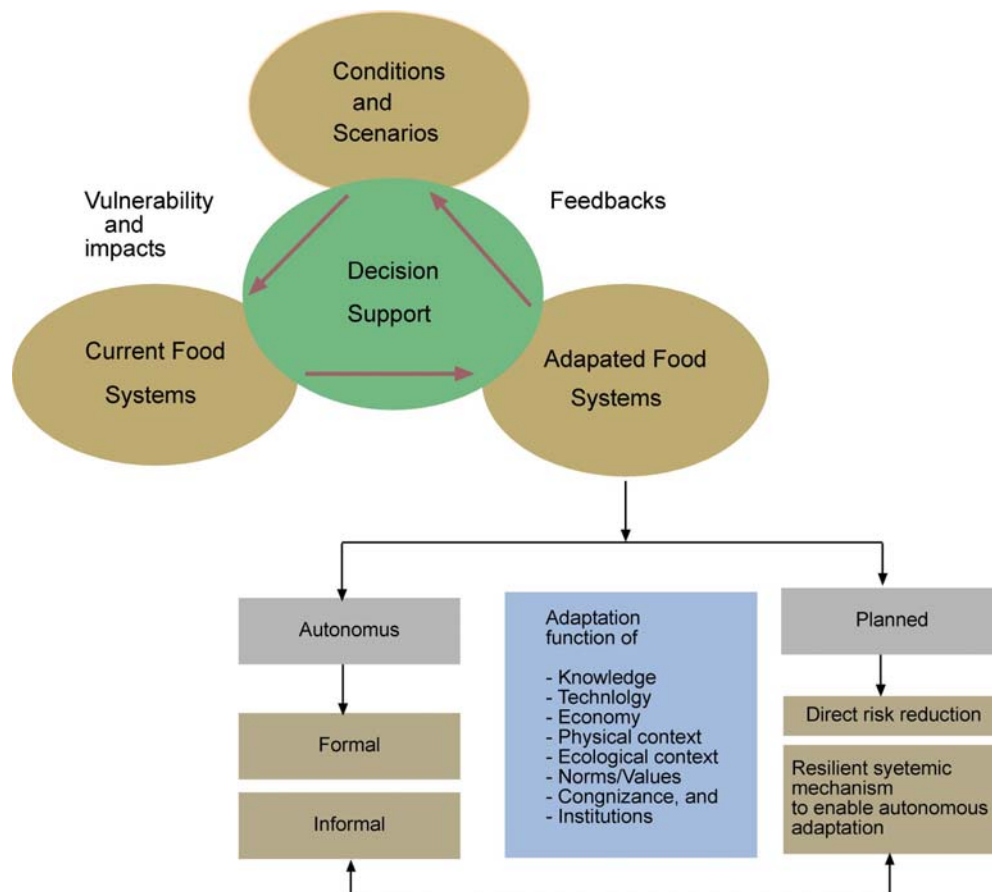 Conditions
and
Scenarios
Vulnerability
and
impacts
Feedbacks
Decision
Support
Current Food
Systems
Adapated Food
Systems
Autonomus
Formal
Informal
Adaptation
function of
- Knowledge
- Technlolgy
- Economy
- Physical context
- Ecological context
- Norms/Values
- Congnizance, and
- Institutions
Planned
Direct risk reduction
Resilient syetemic
mechanism
to enable autonomous
adaptation